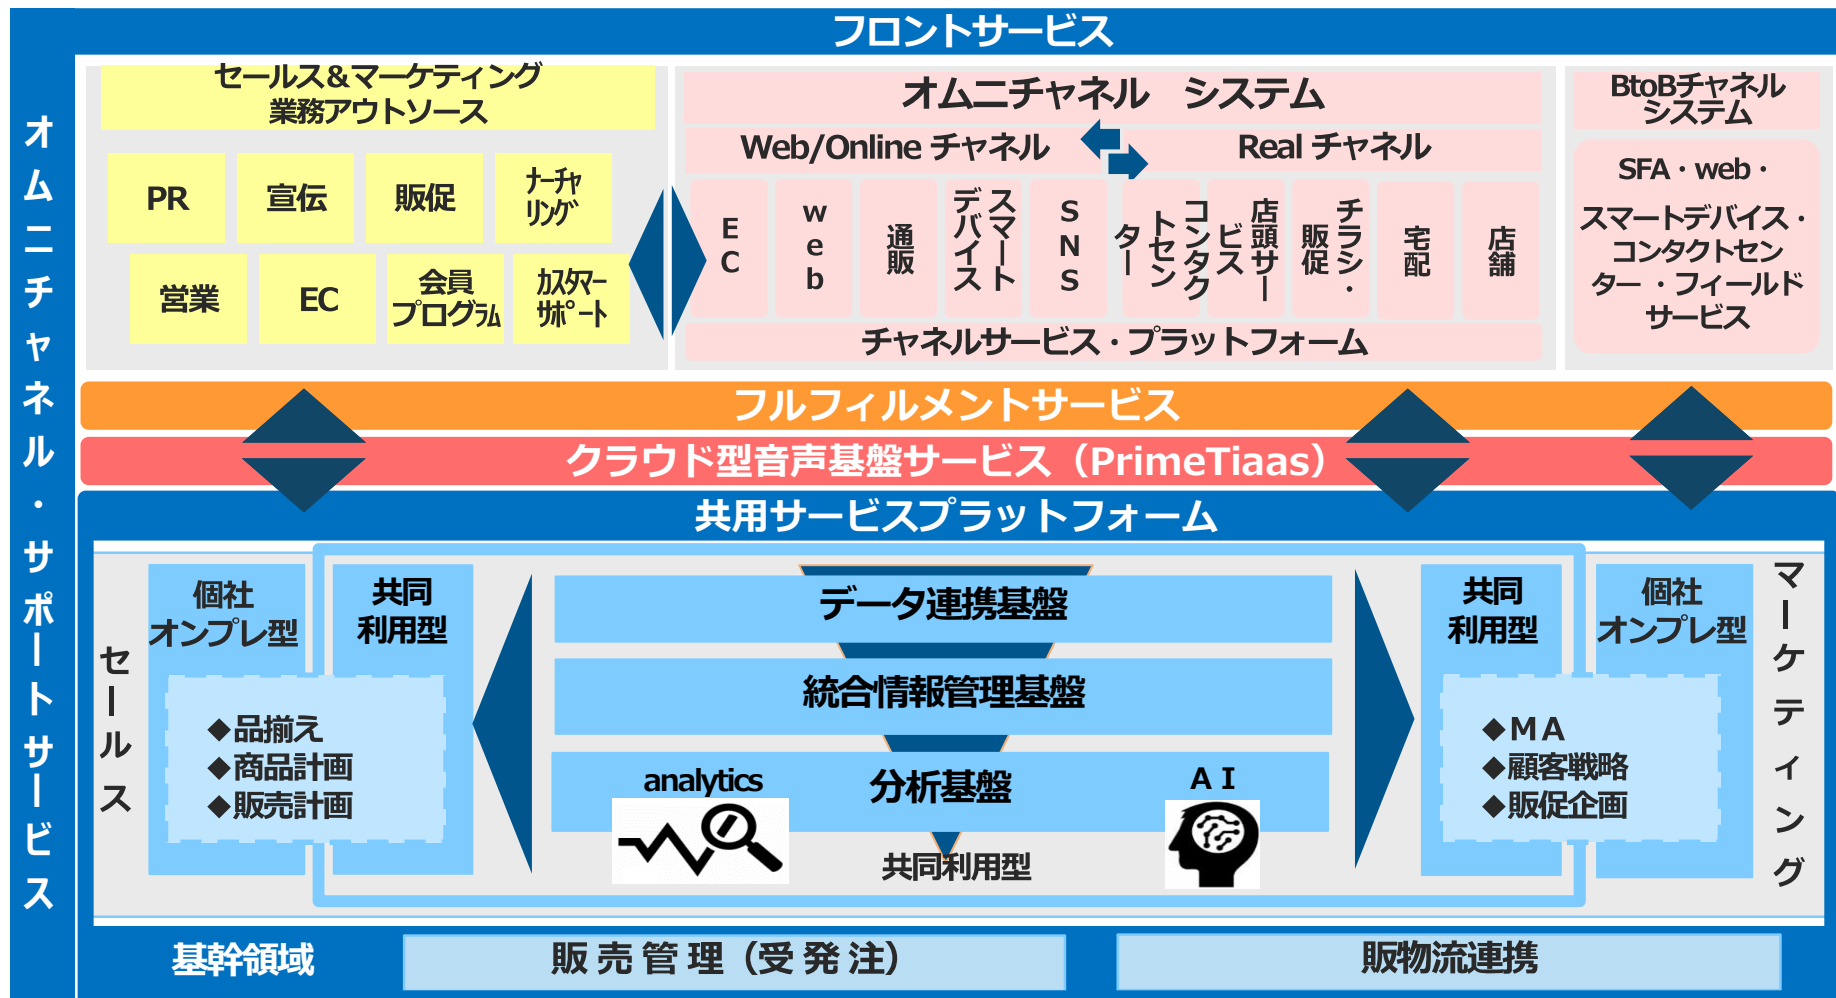 フロントサービス
オムニチャネル・サポートサービス
セールス&マーケティング
業務アウトソース
PR
宣伝
販促
ナーチャ
リング
営業
EC
会員
プログラム
カスタマー
サポート
オムニチャネル システム
Web/Online チャネル
Real チャネル
EC
web
通販
スマート
デバイス
SNS
コンタク
トセン
ター
店頭サー
ビス
チラシ・
販促
宅配
店舗
チャネルサービス・プラットフォーム
BtoBチャネル
システム
SFA・web・
スマートデバイス・
コンタクトセン
ター・フィールド
サービス
フルフィルメントサービス
クラウド型音声基盤サービス（PrimeTiaas）
共用サービスプラットフォーム
セールス
個社
オンプレ型
共同
利用型
◆品揃え
◆商品計画
◆販売計画
データ連携基盤
統合情報管理基盤
analytics
分析基盤
AI
共同利用型
共同
利用型
個社
オンプレ型
◆MA
◆顧客戦略
◆販促企画
マーケティング
基幹領域
販売管理（受発注）
販物流連携